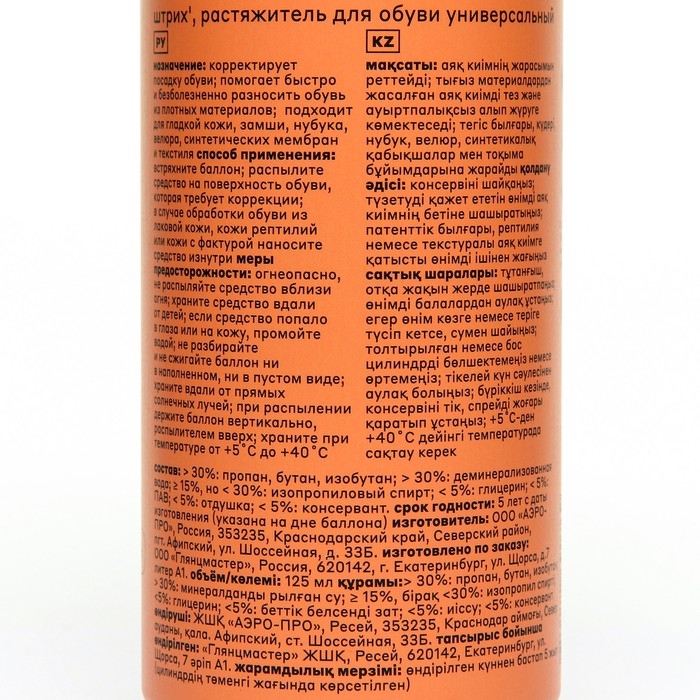 штрих', растяжитель для обуви универсальный
РУ
назначение: корректирует
посадку обуви; помогает быстро
и безболезненно разносить обувь
из плотных материалов; подходит
для гладкой кожи, замши, нубука,
велюра, синтетических мембран
и текстиля способ применения:
встряхните баллон; распылите
средство на поверхность обуви,
которая требует коррекции;
в случае обработки обуви из
лаковой кожи, кожи рептилий
или кожи с фактурой наносите
средство изнутри меры
предосторожности: огнеопасно,
не распыляйте средство вблизи
огня; храните средство вдали
от детей; если средство попало
в глаза или на кожу, промойте
водой; не разбирайте
и не сжигайте баллон ни
в наполненном, ни в пустом виде;
храните вдали от прямых
солнечных лучей; при распылении
держите баллон вертикально,
распылителем вверх; храните при
температуре от +5˚С до +40˚С
KZ
мақсаты: аяқ киімнің жарасымын
реттейді; тығыз материалдардан
жасалған аяқ киімді тез және
ауыртпалықсыз алып жүруге
көмектеседі; тегіс былғары, күдері,
нубук, велюр, синтетикалық
қабықшалар мен тоқыма
бұйымдарына жарайды қолдану
әдісі: консервіні шайқаңыз;
түзетуді қажет ететін өнімді аяқ
киімнің бетіне шашыратыңыз;
патенттік былғары, рептилия
немесе текстуралы аяқ киімге
қатысты өнімді ішінен жағыңыз
сақтық шаралары: тұтанғыш,
отқа жақын жерде шашыратпаңыз;
өнімді балалардан аулақ ұстаңыз;
егер өнім көзге немесе теріге
түсіп кетсе, сумен шайыңыз;
толтырылған немесе бос
цилиндрді бөлшектемеңіз немесе
өртемеңіз; тікелей күн сәулесінен
аулақ болыңыз; бүріккіш кезінде,
консервіні тік, спрейді жоғары
қаратып ұстаңыз; +5˚С-ден
+40˚С дейінгі температурада
сақтау керек
состав: > 30%: пропан, бутан, изобутан; > 30%: деминерализованная
вода; ≥ 15%, но < 30%: изопропиловый спирт; < 5%: глицерин; < 5%:
ПАВ; < 5%: отдушка; < 5%: консервант. срок годности: 5 лет с даты
изготовления (указана на дне баллона) изготовитель: ООО «АЭРО-
ПРО», Россия, 353235, Краснодарский край, Северский район,
пгт. Афипский, ул. Шоссейная, д. 33Б. изготовлено по заказу:
ООО «Глянцмастер», Россия, 620142, г. Екатеринбург, ул. Щорса, д.7
литер А1. объём/көлемі: 125 мл құрамы:> 30%: пропан, бутан, изобутан
> 30%: минералданды рылған су; ≥ 15%, бірақ <30%: изопропил спирті;
<5%: глицерин; <5%: беттік белсенді зат; <5%: иіссу; <5%: консервант
өндіруші: ЖШҚ «АЭРО-ПРО», Ресей, 353235, Краснодар аймағы, Север
ауданы, қала. Афипский, ст. Шоссейная, 33Б. тапсырыс бойынша
өндірілген: «Глянцмастер» ЖШҚ, Ресей, 620142, Екатеринбург, ул.
Щорса, 7 әріп А1. жарамдылық мерзімі: өндірілген күннен бастап 5 жыл
(цилиндрдің төменгі жағында көрсетілген)